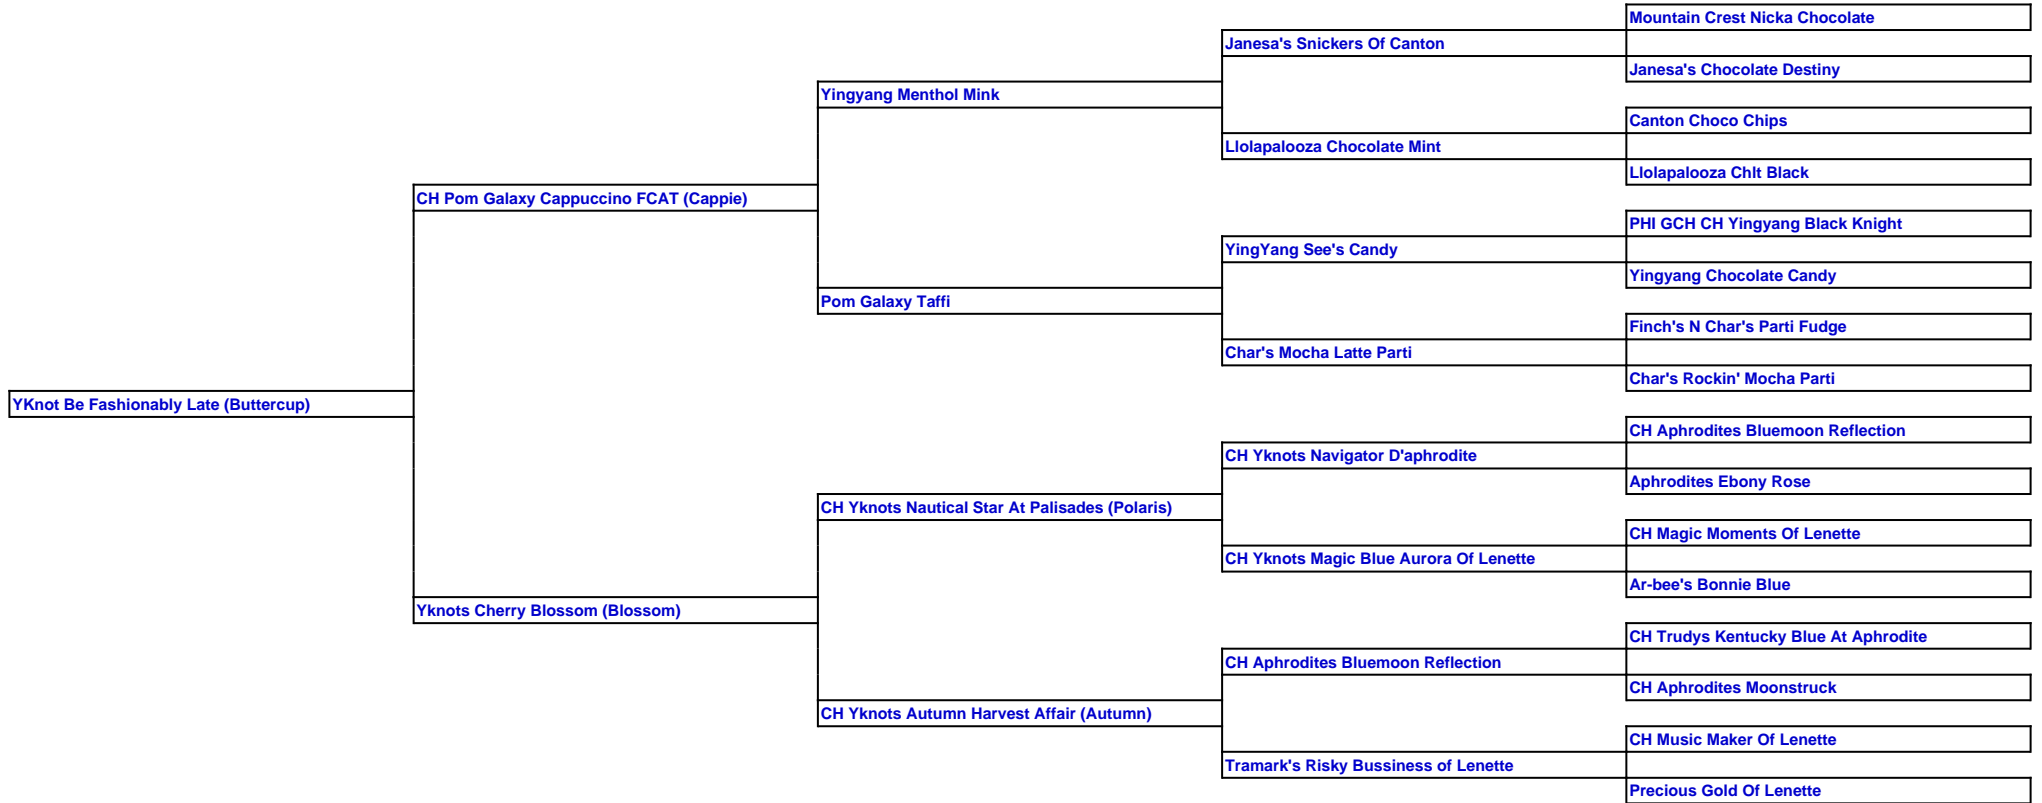 Mountain Crest Nicka Chocolate
Janesa's Snickers Of Canton
Janesa's Chocolate Destiny
Yingyang Menthol Mink
Canton Choco Chips
Llolapalooza Chocolate Mint
Llolapalooza Chlt Black
CH Pom Galaxy Cappuccino FCAT (Cappie)
PHI GCH CH Yingyang Black Knight
YingYang See's Candy
Yingyang Chocolate Candy
Pom Galaxy Taffi
Finch's N Char's Parti Fudge
Char's Mocha Latte Parti
Char's Rockin' Mocha Parti
YKnot Be Fashionably Late (Buttercup)
CH Aphrodites Bluemoon Reflection
CH Yknots Navigator D'aphrodite
Aphrodites Ebony Rose
CH Yknots Nautical Star At Palisades (Polaris)
CH Magic Moments Of Lenette
CH Yknots Magic Blue Aurora Of Lenette
Ar-bee's Bonnie Blue
Yknots Cherry Blossom (Blossom)
CH Trudys Kentucky Blue At Aphrodite
CH Aphrodites Bluemoon Reflection
CH Aphrodites Moonstruck
CH Yknots Autumn Harvest Affair (Autumn)
CH Music Maker Of Lenette
Tramark's Risky Bussiness of Lenette
Precious Gold Of Lenette